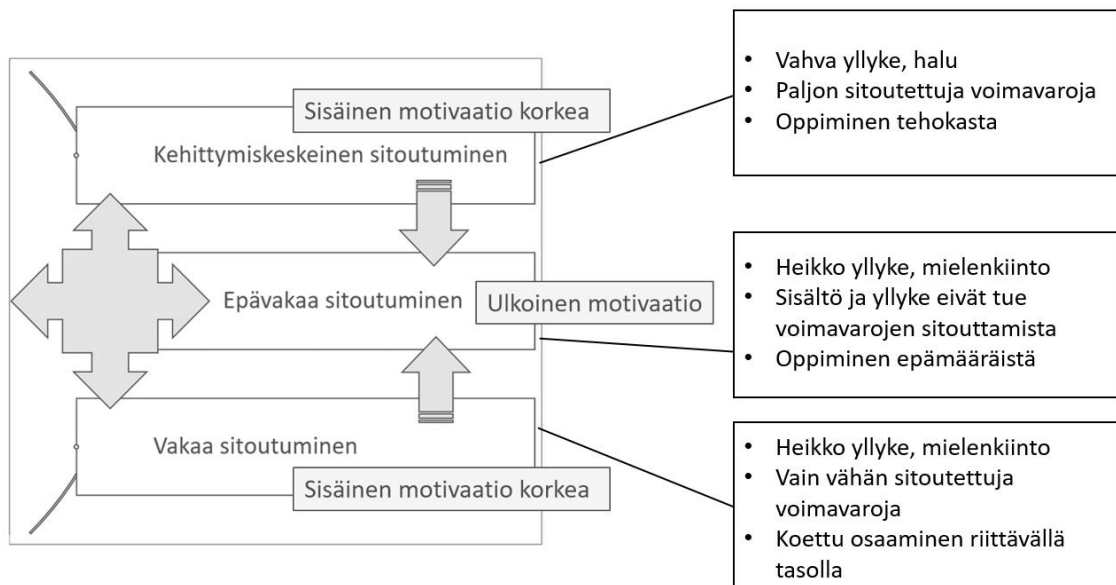 Sisäinen motivaatio korkea
Kehittymiskeskeinen sitoutuminen
Epävakaa sitoutuminen
Ulkoinen motivaatio
Vakaa sitoutuminen
Sisäinen motivaatio korkea
• Vahva yllyke, halu
• Paljon sitoutettuja voimavaroja
• Oppiminen tehokasta
• Heikko yllyke, mielenkiinto
• Sisältö ja yllyke eivät tue
voimavarojen sitouttamista
• Oppiminen epämääräistä
• Heikko yllyke, mielenkiinto
• Vain vähän sitoutettuja
voimavaroja
• Koettu osaaminen riittävällä
tasolla